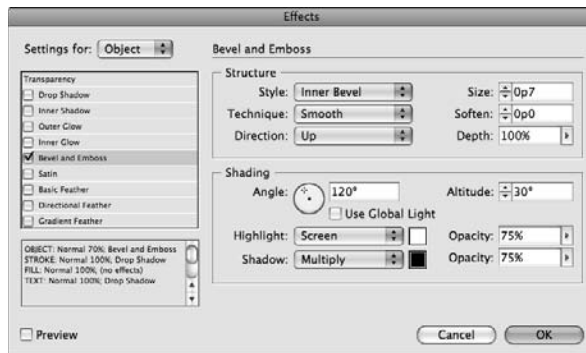 Effects
Settings for: Object
Transparency
Drop Shadow
Inner Shadow
Outer Glow
Inner Glow
Bevel and Emboss
Satin
Basic Feather
Directional Feather
Gradient Feather
OBJECT: Normal 70%; Bevel and Emboss
STROKE: Normal 100%; Drop Shadow
FILL: Normal 100%; (no effects)
TEXT: Normal 100%; Drop Shadow
Preview
Bevel and Emboss
Structure
Style: Inner Bevel Size: 0p7
Technique: Smooth Soften: 0p0
Direction: Up Depth: 100%
Shading
Angle: 120° Altitude: 30°
Use Global Light
Highlight: Screen Opacity: 75%
Shadow: Multiply Opacity: 75%
Cancel OK